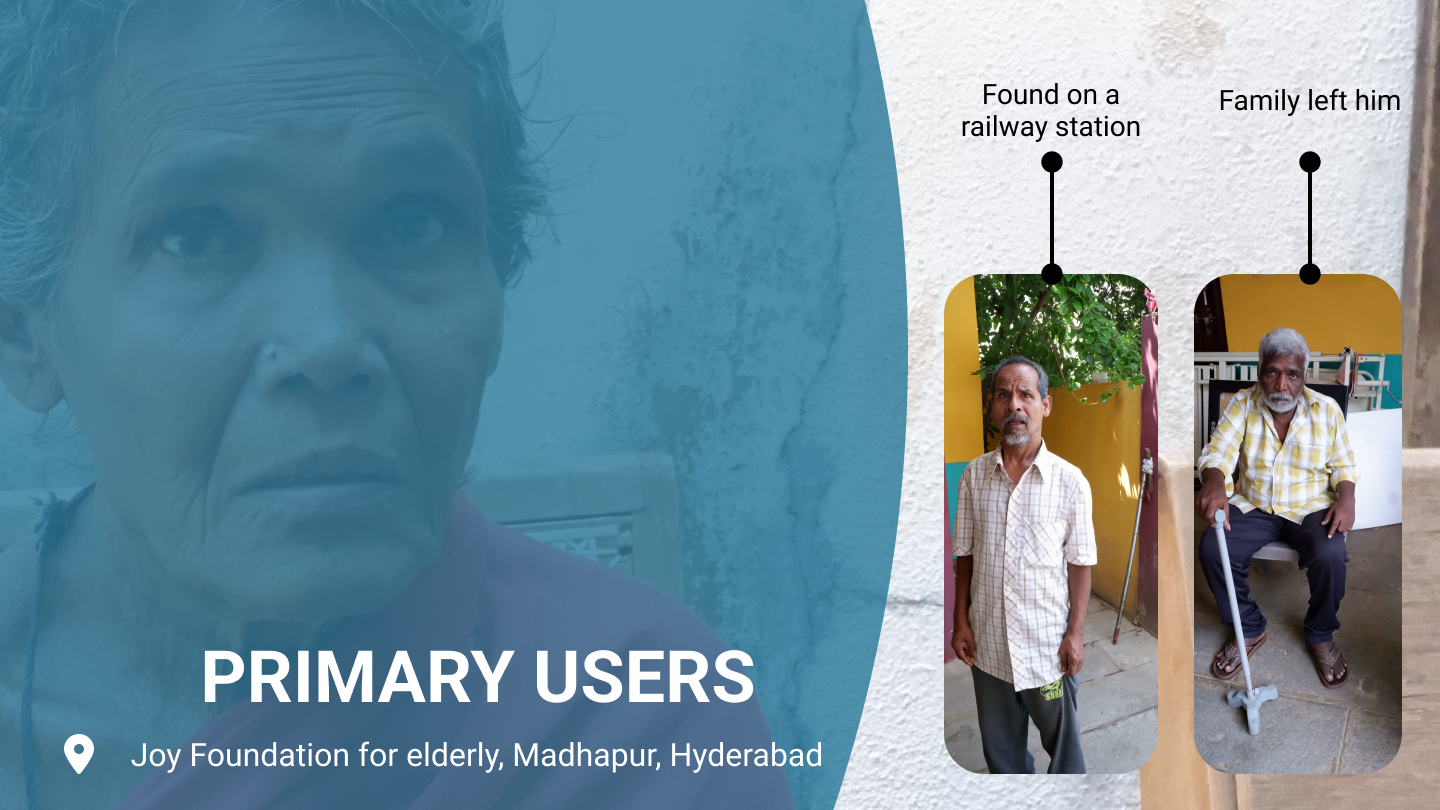 Found on a
railway station
Family left him
PRIMARY USERS
Joy Foundation for elderly, Madhapur, Hyderabad